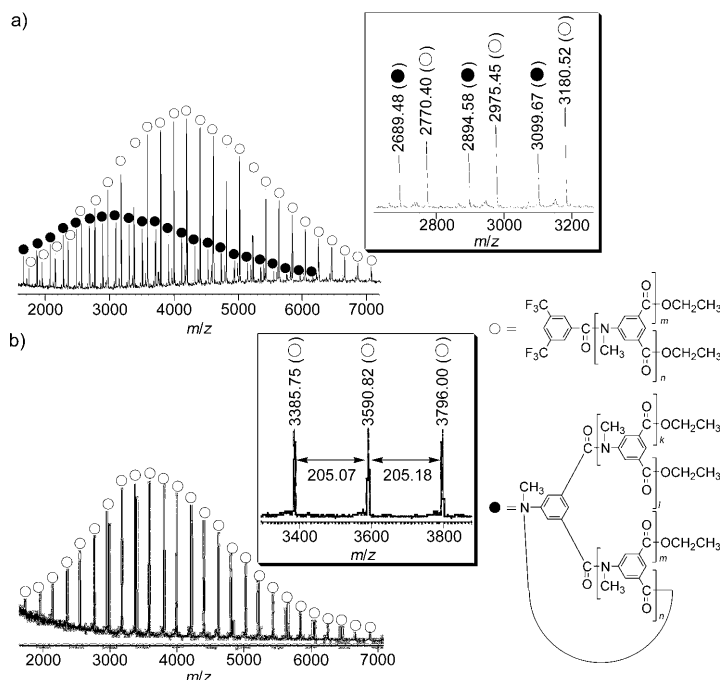 a)
2689.48 (●)
2770.40 (○)
2894.58 (●)
2975.45 (○)
3099.67 (●)
3180.52 (○)
2800 3000 3200
m/z
2000 3000 4000 5000 6000 7000
m/z
b)
3385.75 (○)
3590.82 (○)
3796.00 (○)
205.07 205.18
3400 3600 3800
m/z
2000 3000 4000 5000 6000 7000
m/z
○ =
F3C
CF3
C
O
N
CH3
C
O
OCH2CH3
m
C
O
OCH2CH3
n
● =
CH3
N
C
O
N
CH3
C
O
OCH2CH3
k
C
O
OCH2CH3
l
C
O
N
CH3
C
O
OCH2CH3
m
C
O
n